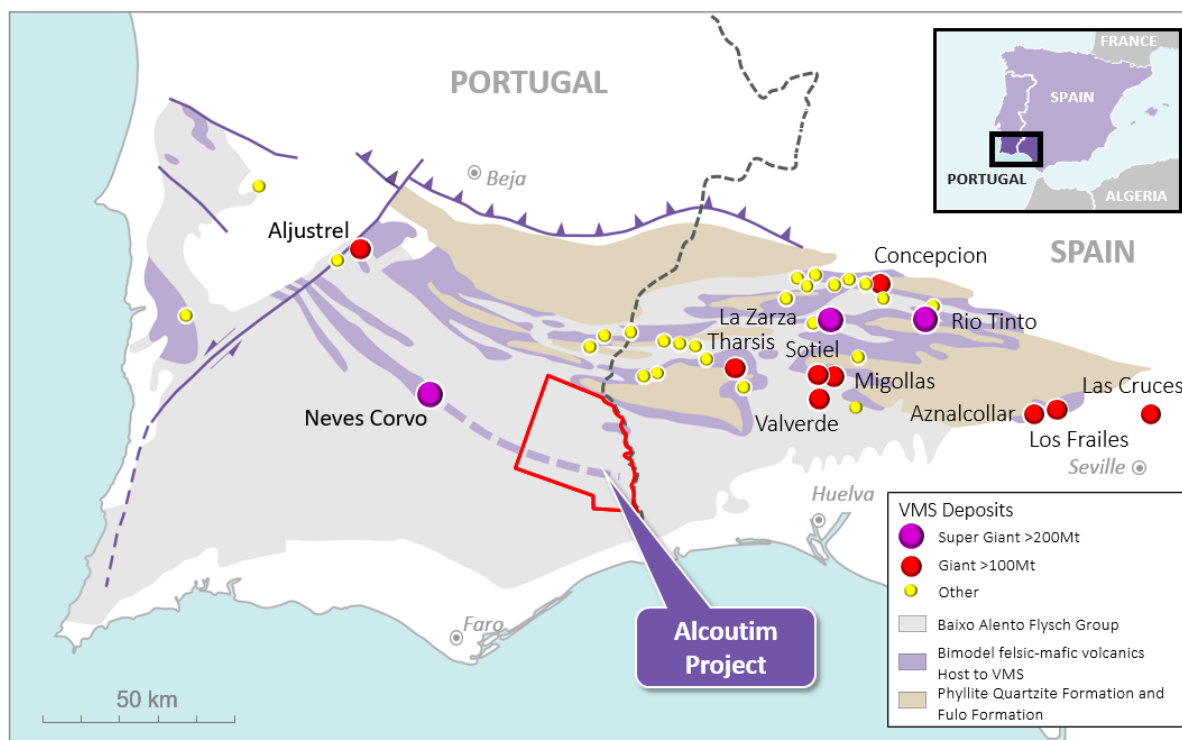 PORTUGAL
FRANCE
SPAIN
PORTUGAL
ALGERIA
Beja
Aljustrel
SPAIN
Concepcion
La Zarza
Rio Tinto
Tharsis
Sotiel
Migollas
Neves Corvo
Valverde
Aznalcollar
Las Cruces
Los Frailes
Seville
Huelva
Faro
Alcoutim
Project
50 km
VMS Deposits
Super Giant >200Mt
Giant >100Mt
Other
Baixo Alento Flysch Group
Bimodel felsic-mafic volcanics
Host to VMS
Phyllite Quartzite Formation and
Fulo Formation